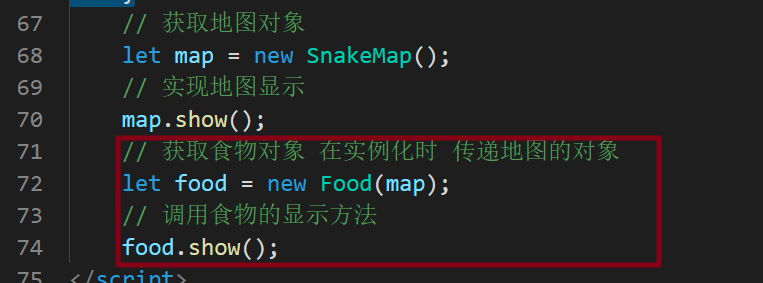 67 // 获取地图对象
68 let map = new SnakeMap();
69 // 实现地图显示
70 map.show();
71 // 获取食物对象 在实例化时 传递地图的对象
72 let food = new Food(map);
73 // 调用食物的显示方法
74 food.show();
75 </script>